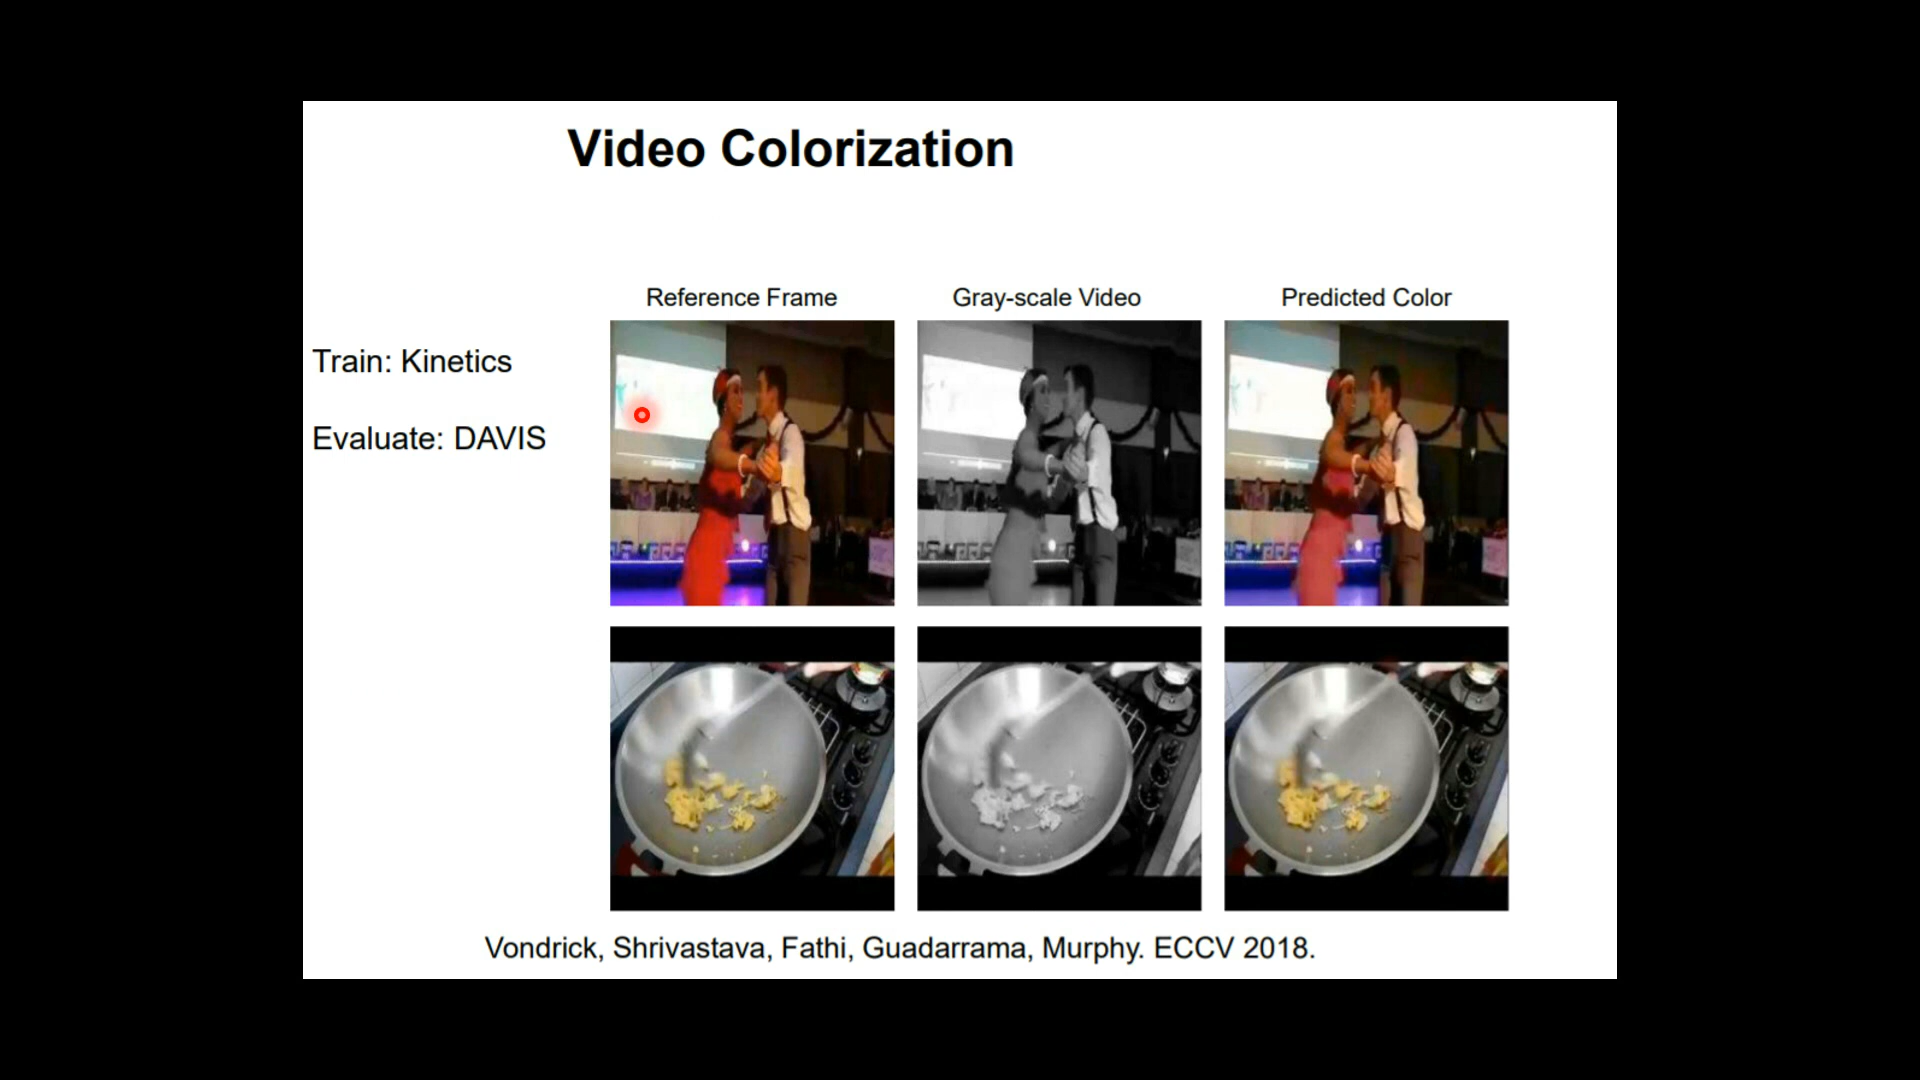 Video Colorization
Reference Frame
Gray-scale Video
Predicted Color
Train: Kinetics
Evaluate: DAVIS
Vondrick, Shrivastava, Fathi, Guadarrama, Murphy. ECCV 2018.